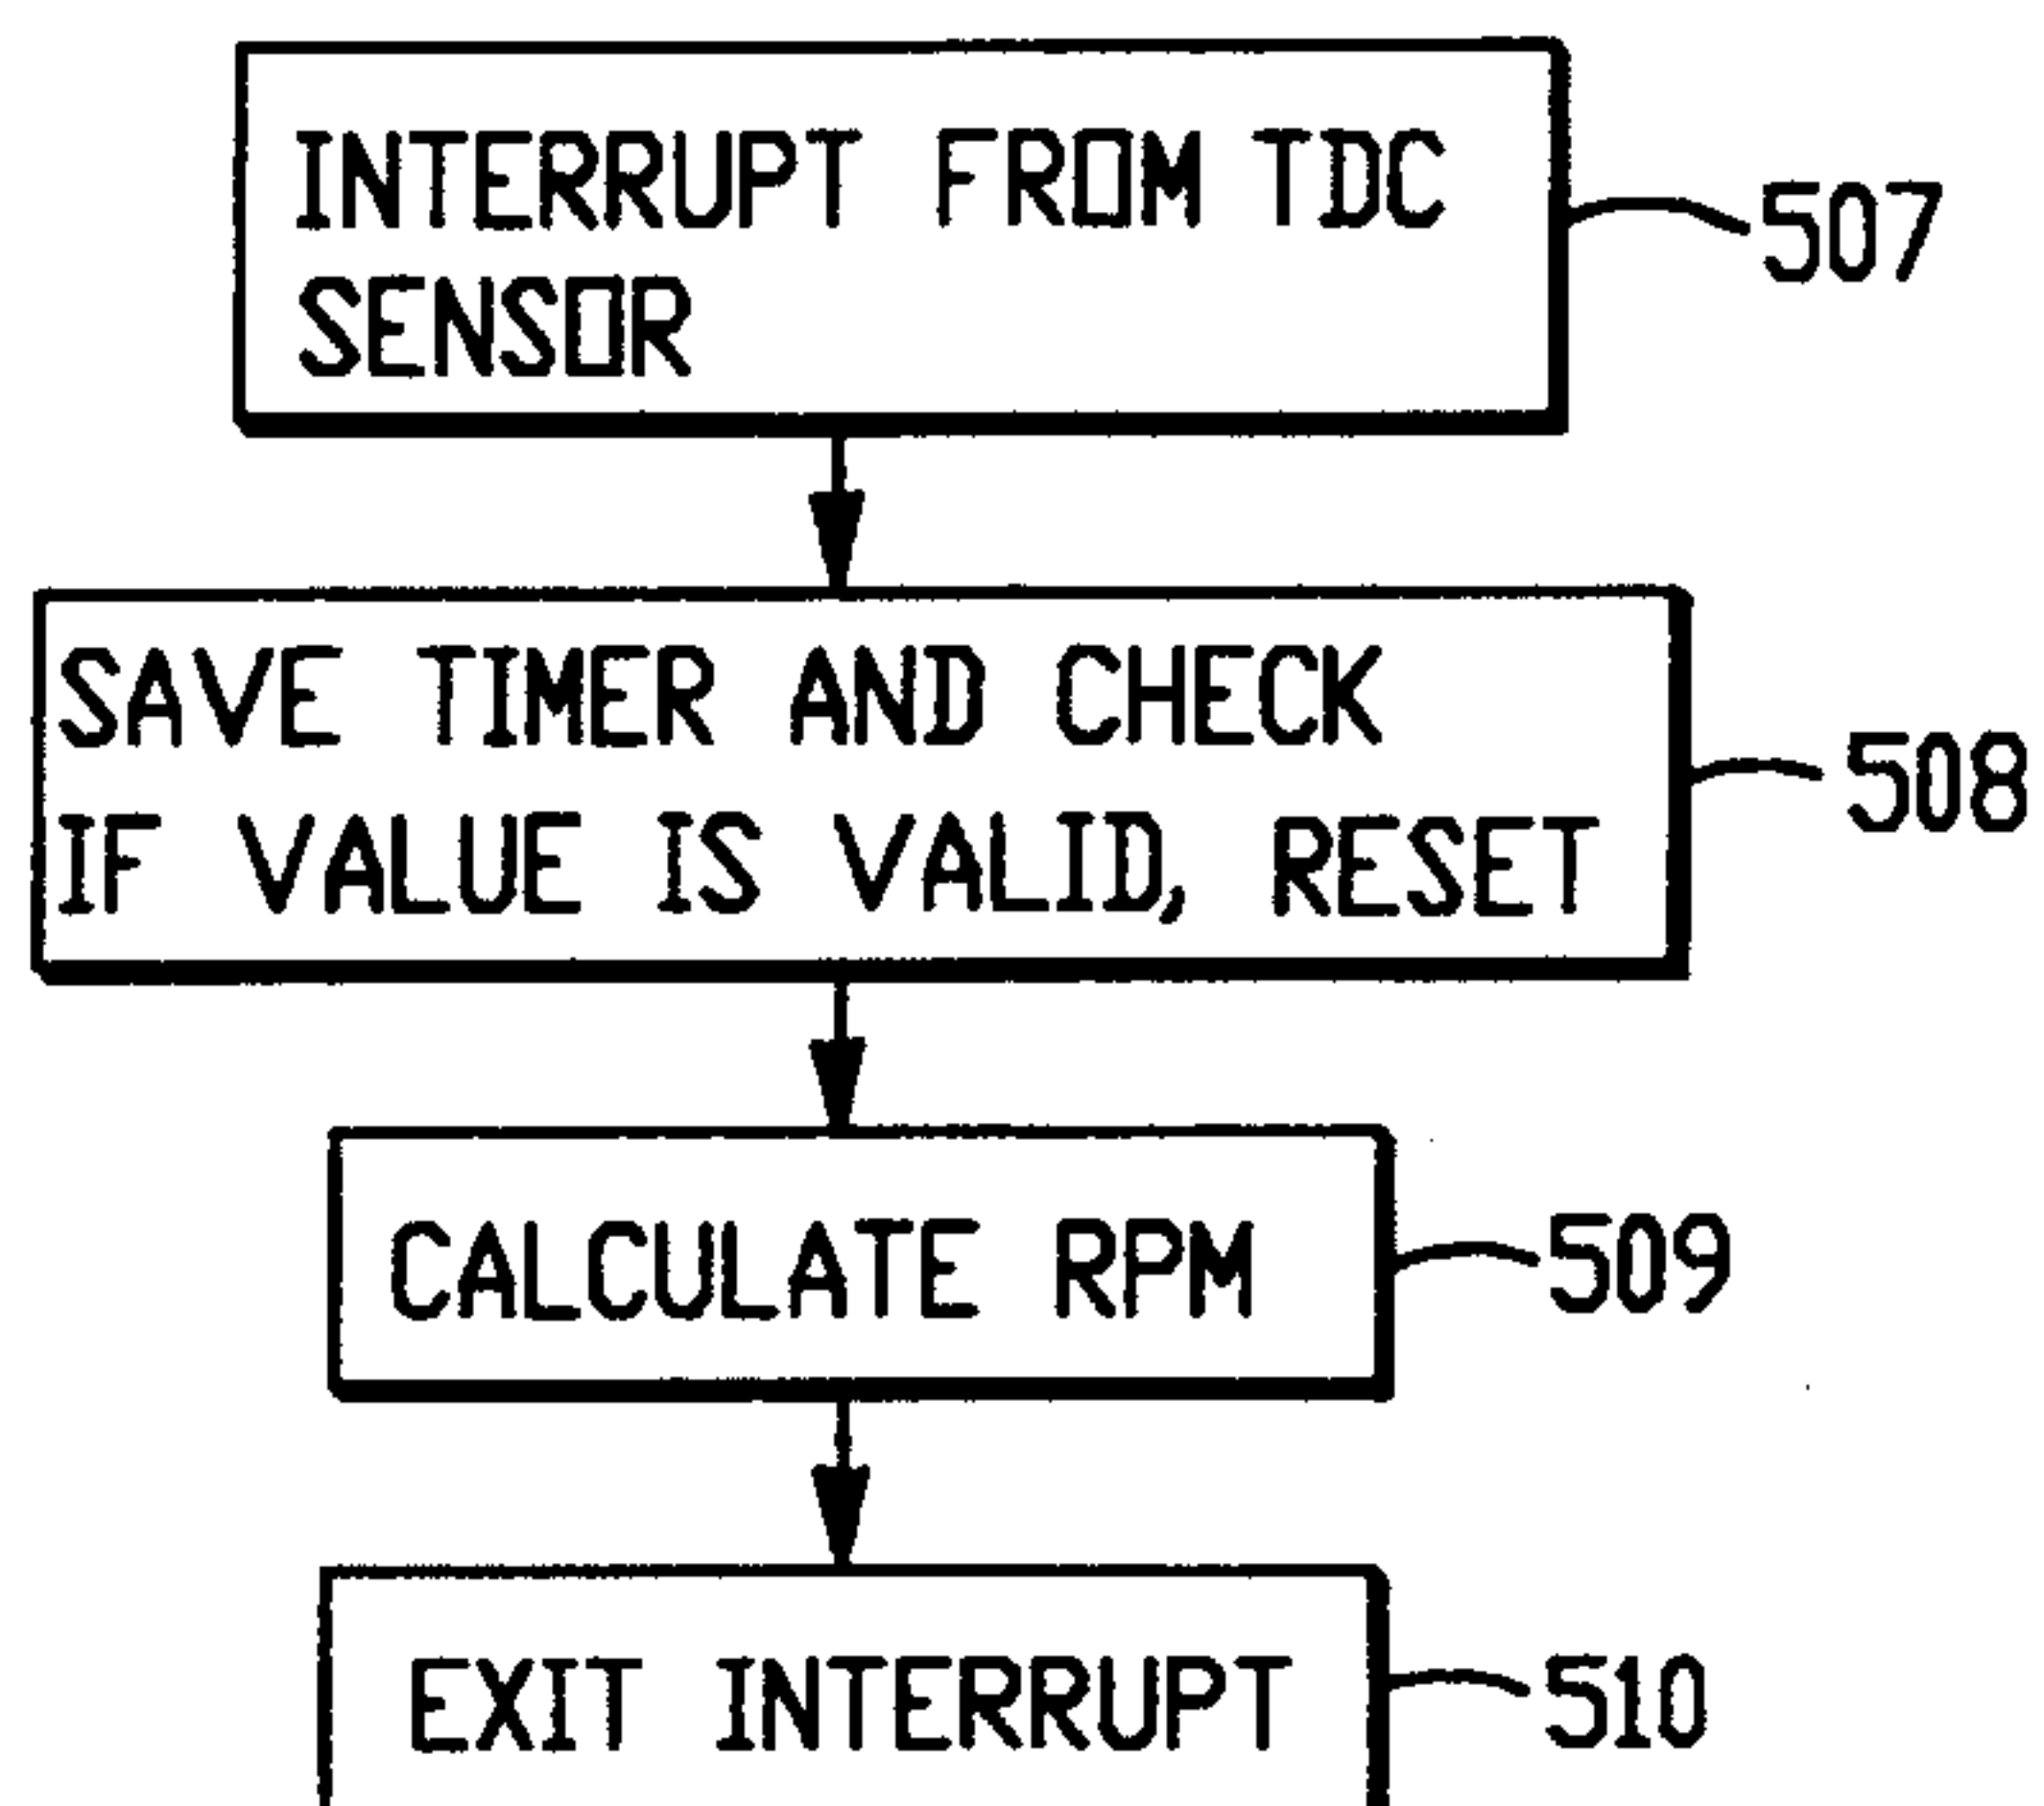 INTERRUPT FROM TDC
SENSOR
507
SAVE TIMER AND CHECK
IF VALUE IS VALID, RESET
508
CALCULATE RPM
509
EXIT INTERRUPT
510